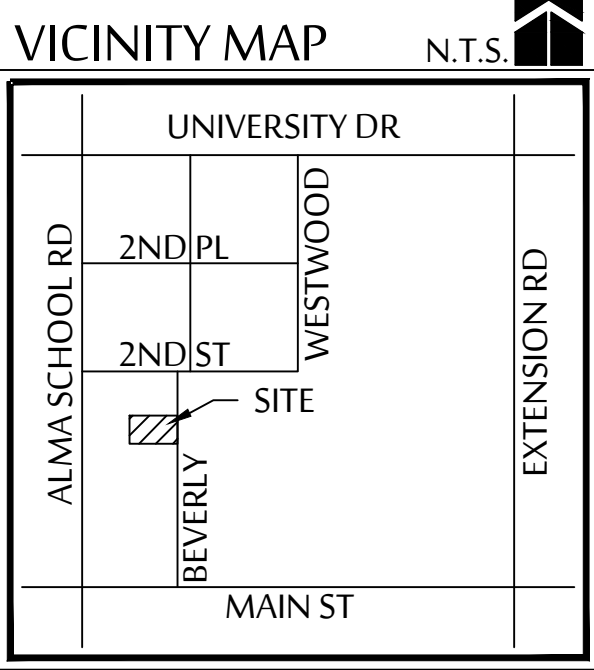 VICINITY MAP
N.T.S.
UNIVERSITY DR
WESTWOOD
2ND PL
ALMA SCHOOL RD
EXTENSION RD
2ND ST
SITE
BEVERLY
MAIN ST